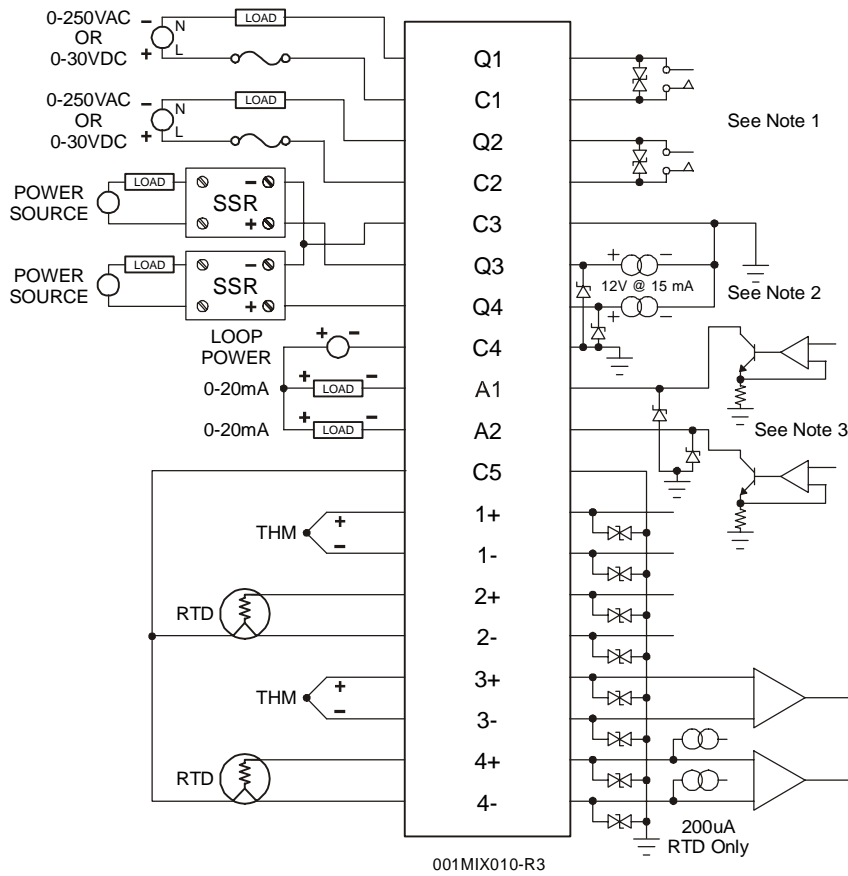 0-250VAC
OR
0-30VDC
-
+
N
L
LOAD
0-250VAC
OR
0-30VDC
-
+
N
L
LOAD
POWER
SOURCE
LOAD
SSR
-
+
POWER
SOURCE
LOAD
SSR
-
+
LOOP
POWER
+ -
0-20mA
+ LOAD -
0-20mA
+ LOAD -
THM
+
-
RTD
THM
+
-
RTD
Q1
C1
Q2
C2
C3
Q3
Q4
C4
A1
A2
C5
1+
1-
2+
2-
3+
3-
4+
4-
See Note 1
+ -
12V @ 15 mA
+ -
See Note 2
See Note 3
200uA
RTD Only
001MIX010-R3